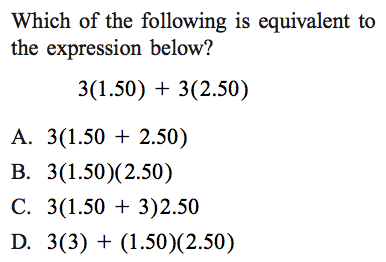 Which of the following is equivalent to
the expression below?
3(1.50) + 3(2.50)
A. 3(1.50 + 2.50)
B. 3(1.50)(2.50)
C. 3(1.50 + 3)2.50
D. 3(3) + (1.50)(2.50)